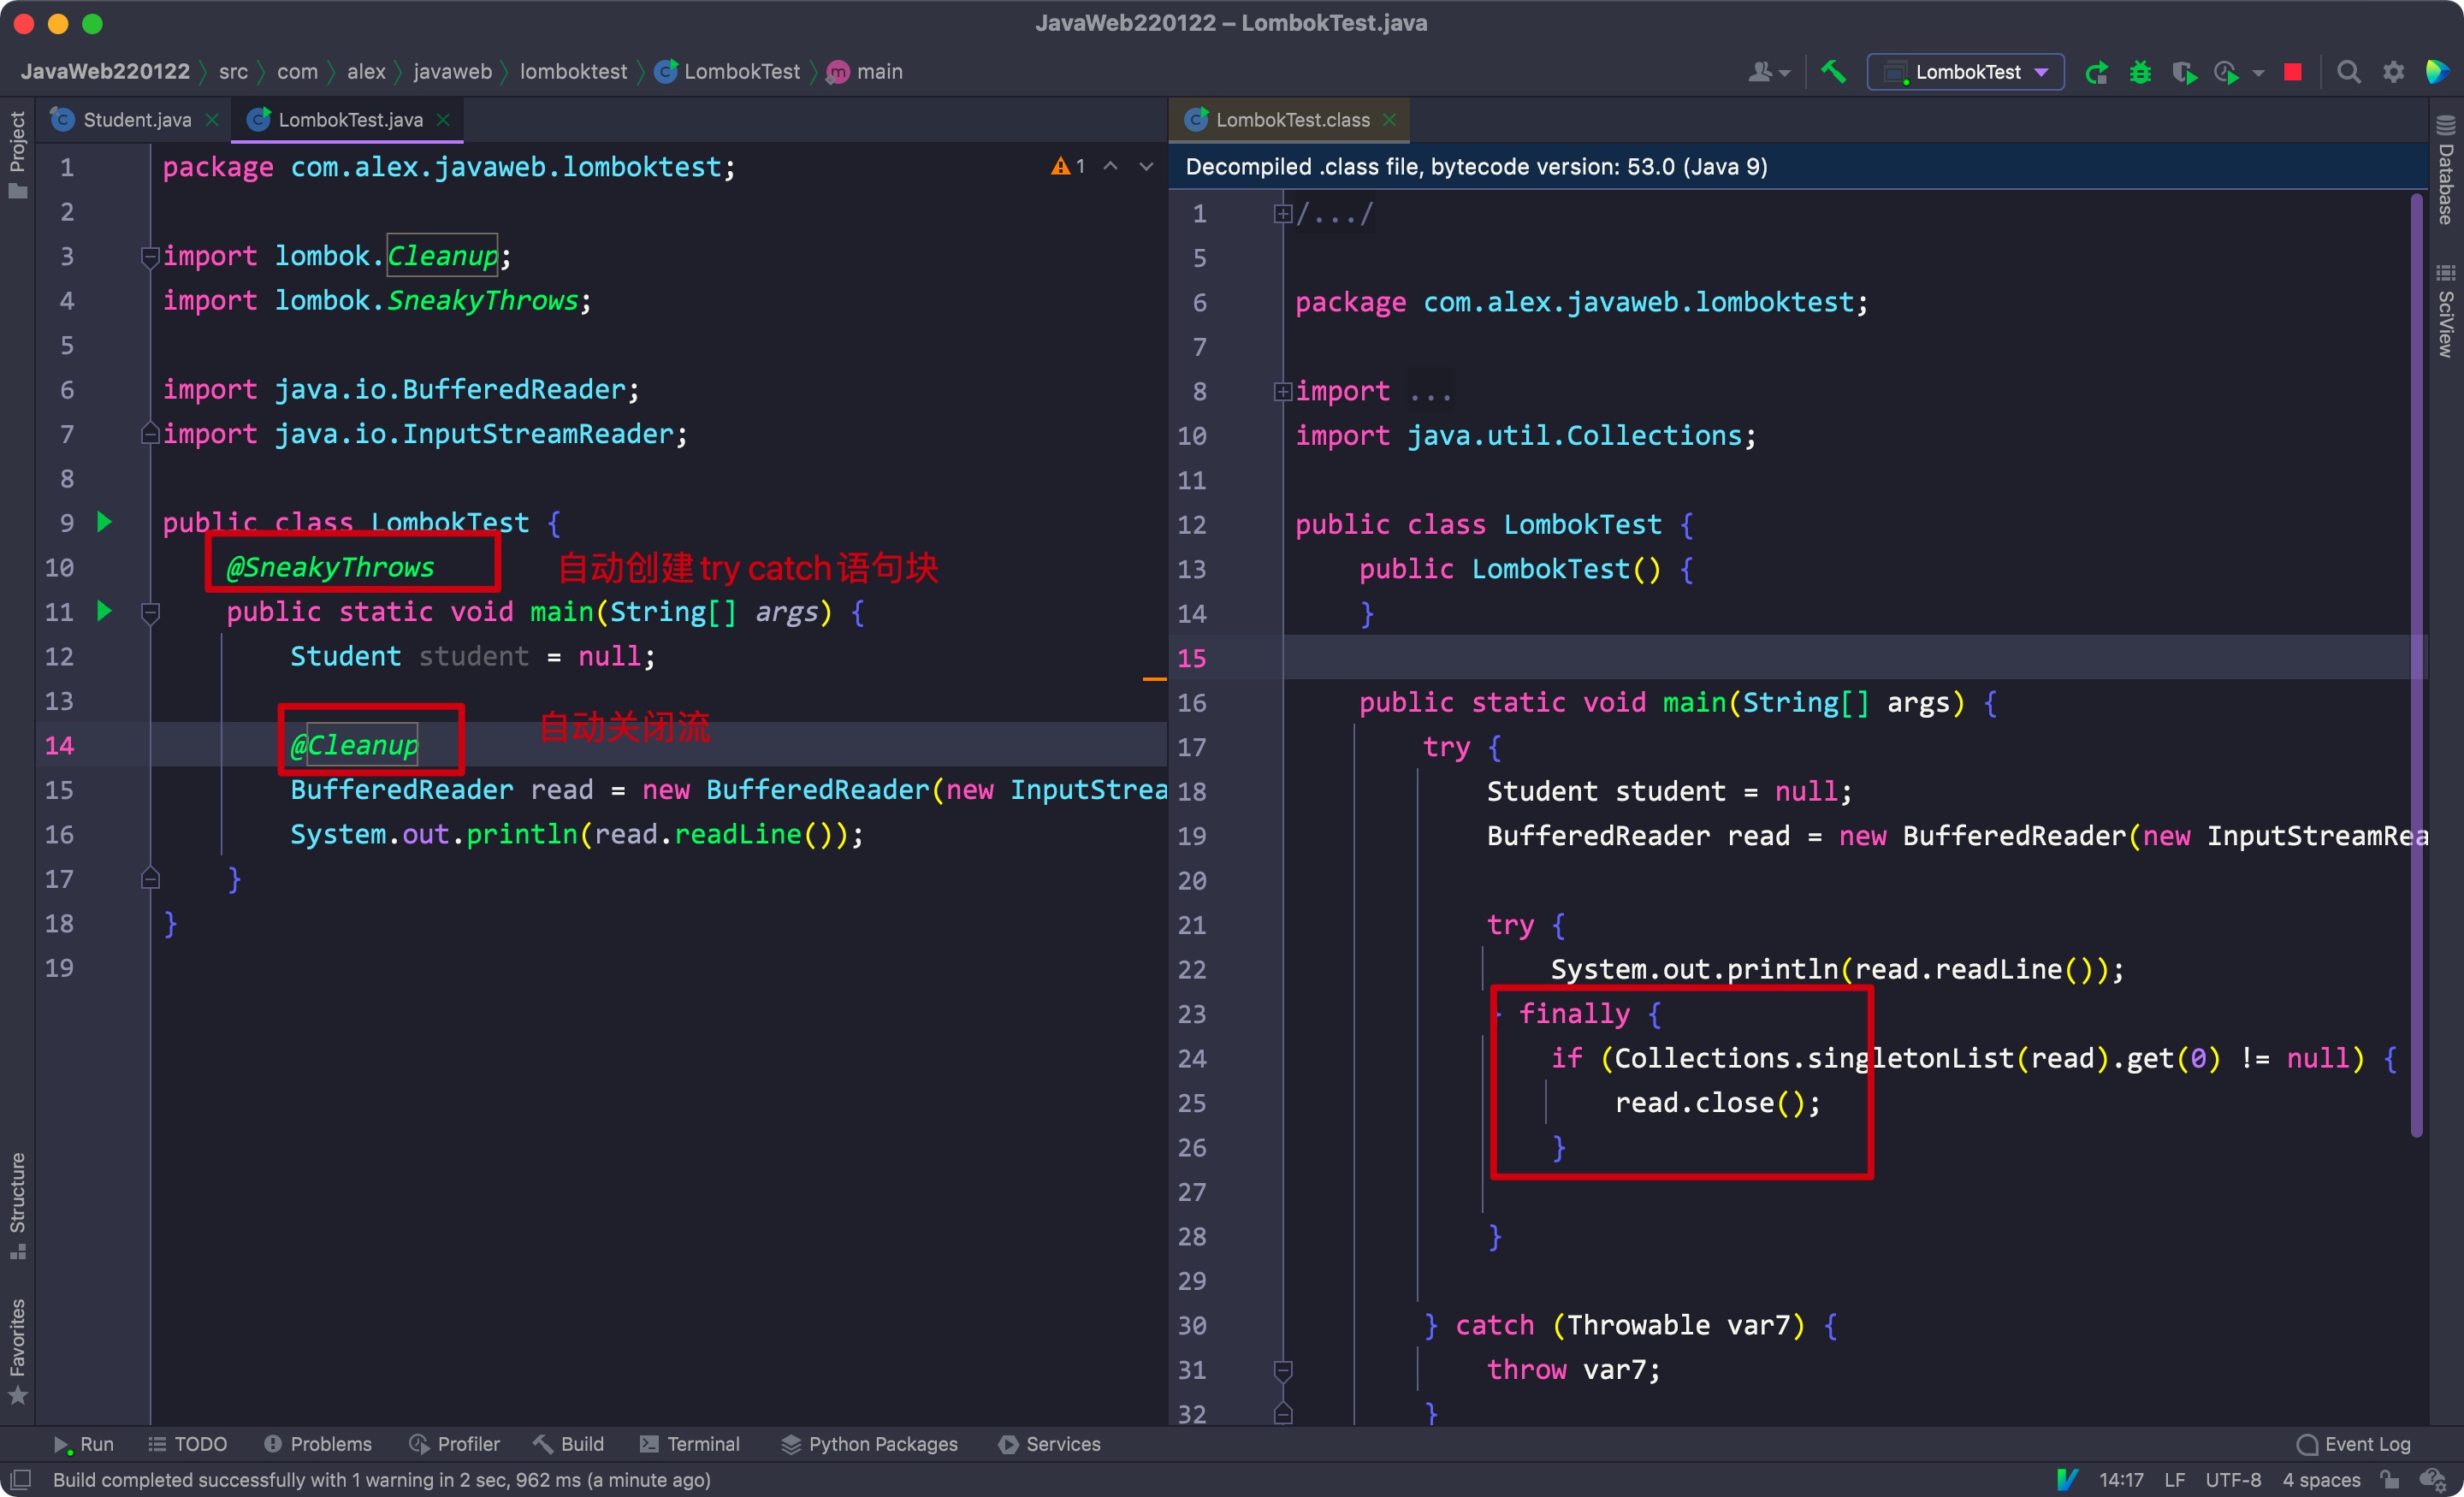 JavaWeb220122 – LombokTest.java
JavaWeb220122 src com alex javaweb lomboktest LombokTest main
LombokTest
Project
Structure
Favorites
Student.java LombokTest.java
1
1 package com.alex.javaweb.lomboktest;
2
3 import lombok.Cleanup;
4 import lombok.SneakyThrows;
5
6 import java.io.BufferedReader;
7 import java.io.InputStreamReader;
8
9 public class LombokTest {
10 @SneakyThrows 自动创建try catch语句块
11 public static void main(String[] args) {
12 Student student = null;
13
自动关闭流
14 @Cleanup
15 BufferedReader read = new BufferedReader(new InputStrea
16 System.out.println(read.readLine());
17 }
18 }
19
LombokTest.class
Decompiled .class file, bytecode version: 53.0 (Java 9)
1 /.../
5
6 package com.alex.javaweb.lomboktest;
7
8 import ...
10 import java.util.Collections;
11
12 public class LombokTest {
13 public LombokTest() {
14 }
15
16 public static void main(String[] args) {
17 try {
18 Student student = null;
19 BufferedReader read = new BufferedReader(new InputStreamRea
20
21 try {
22 System.out.println(read.readLine());
23 } finally {
24 if (Collections.singletonList(read).get(0) != null) {
25 read.close();
26 }
27
28 }
29
30 } catch (Throwable var7) {
31 throw var7;
32 }
Database
SciView
Run TODO Problems Profiler Build Terminal Python Packages Services Event Log
Build completed successfully with 1 warning in 2 sec, 962 ms (a minute ago) 14:17 LF UTF-8 4 spaces